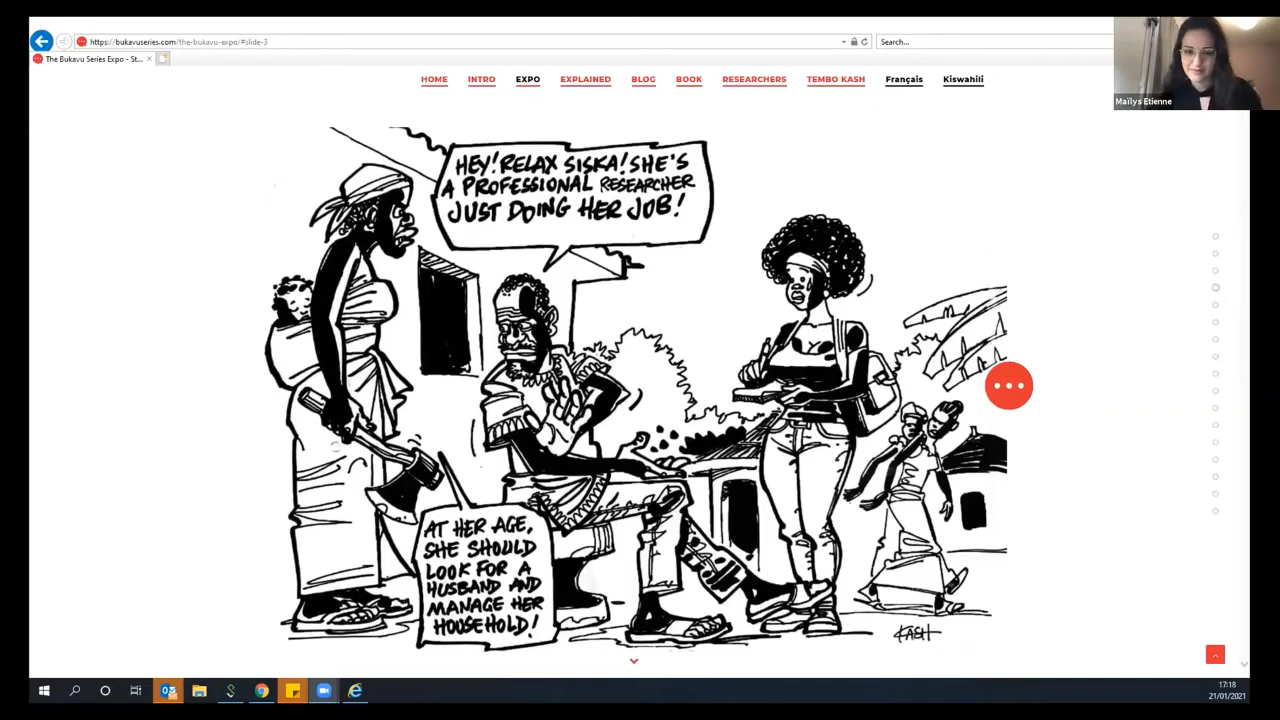 https://bukavuseries.com/the-bukavu-expo/#slide-3
Search...
The Bukavu Series Expo - St...
Maïlys Etienne
HOME INTRO EXPO EXPLAINED BLOG BOOK RESEARCHERS TEMBO KASH Français Kiswahili
HEY! RELAX SISKA! SHE'S
A PROFESSIONAL RESEARCHER
JUST DOING HER JOB!
AT HER AGE,
SHE SHOULD
LOOK FOR A
HUSBAND AND
MANAGE HER
HOUSEHOLD!
KASH
17:18
21/01/2021